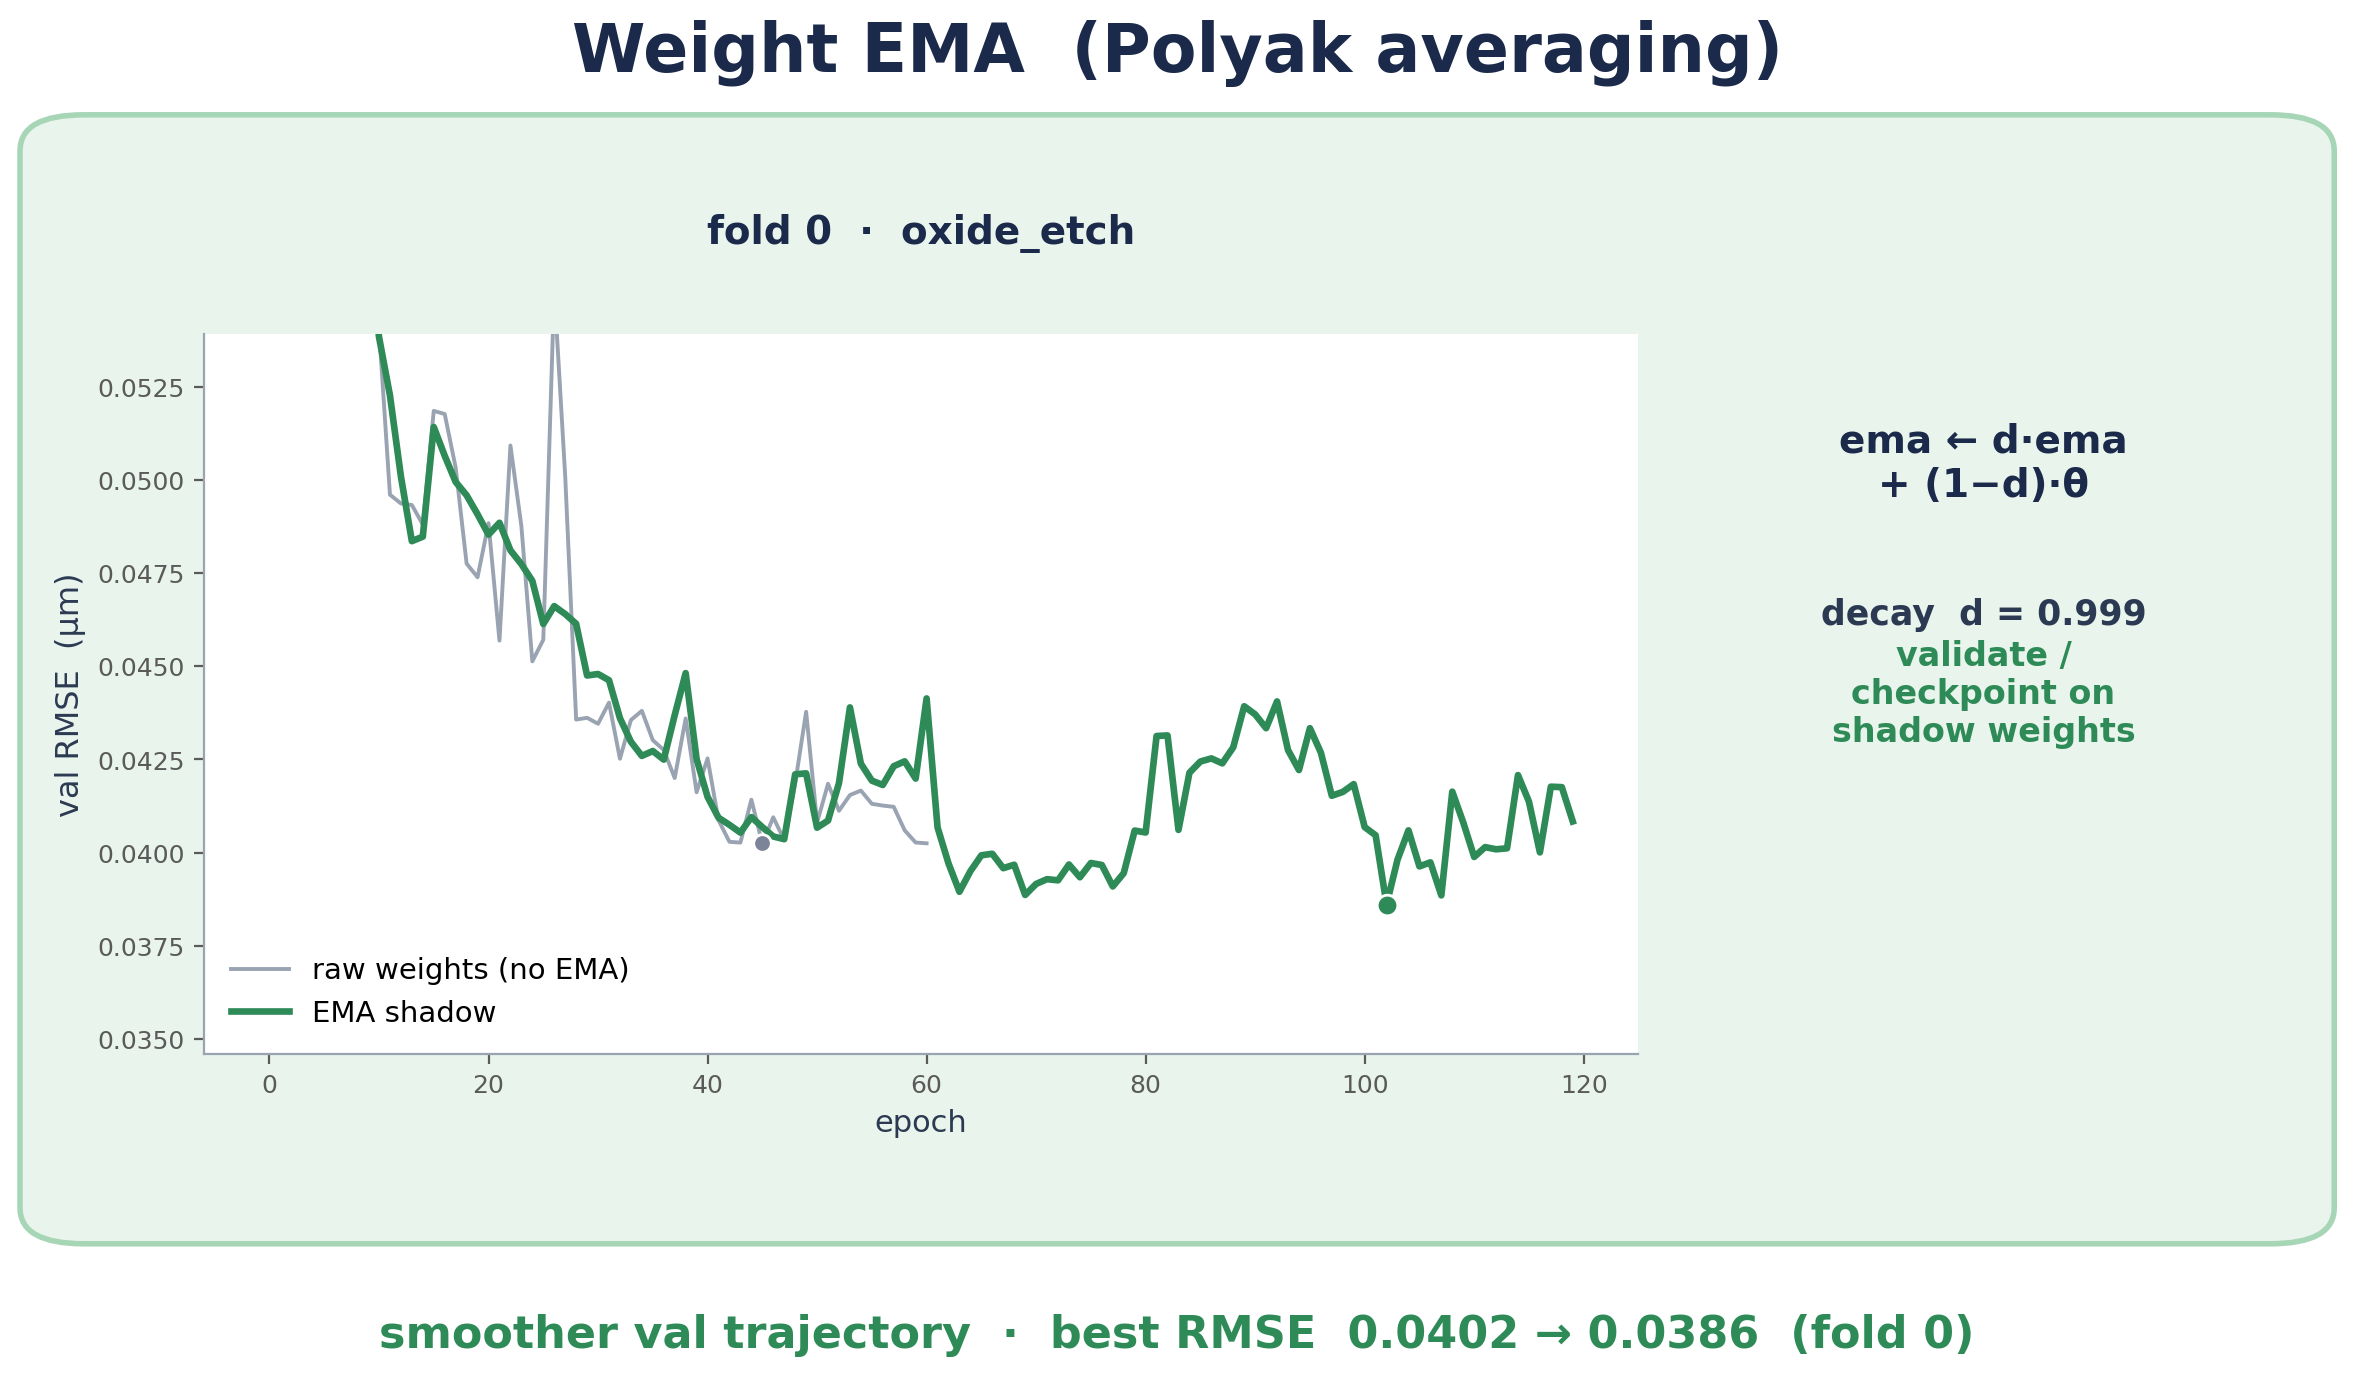 Weight EMA (Polyak averaging)
fold 0 · oxide_etch
0.0525
0.0500
0.0475
0.0450
0.0425
0.0400
0.0375
0.0350
val RMSE (μm)
raw weights (no EMA)
EMA shadow
0 20 40 60 80 100 120
epoch
ema ← d·ema
+ (1−d)·θ
decay d = 0.999
validate /
checkpoint on
shadow weights
smoother val trajectory · best RMSE 0.0402 → 0.0386 (fold 0)